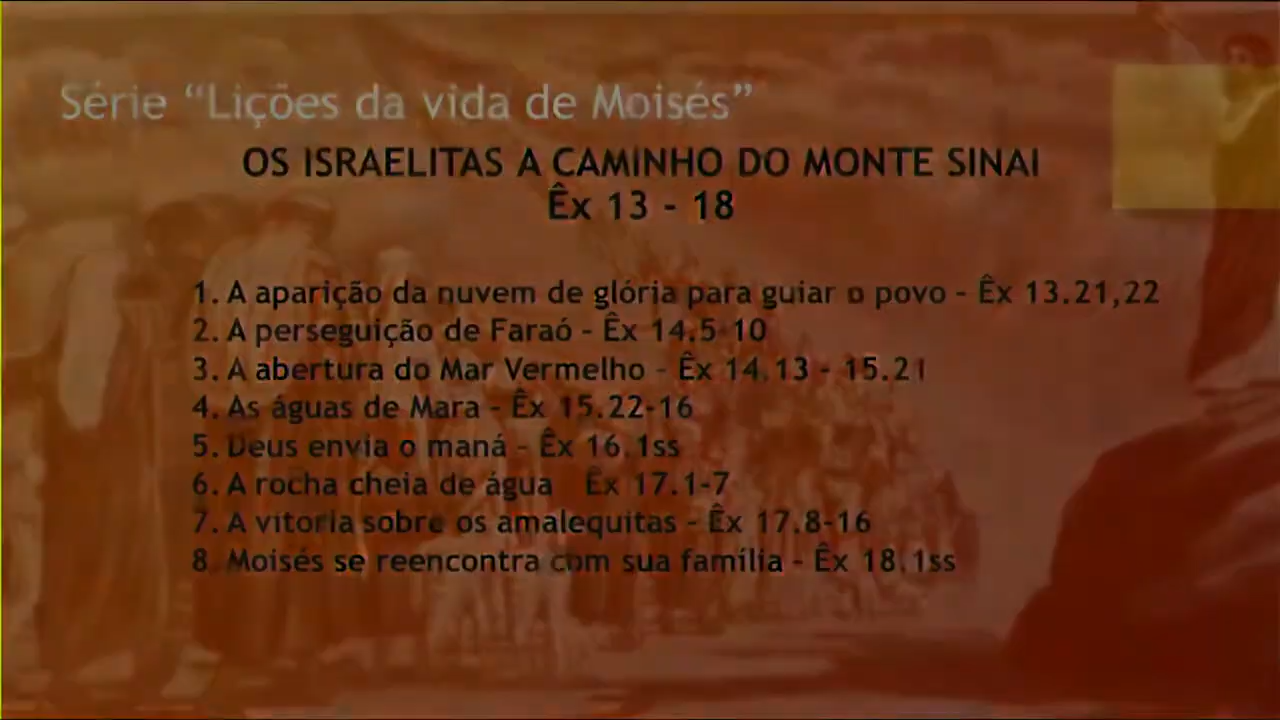 Série “Lições da vida de Moisés”
OS ISRAELITAS A CAMINHO DO MONTE SINAI
Êx 13 - 18
1. A aparição da nuvem de glória para guiar o povo - Êx 13.21,22
2. A perseguição de Faraó - Êx 14.5-10
3. A abertura do Mar Vermelho - Êx 14.13 - 15.21
4. As águas de Mara - Êx 15.22-16
5. Deus envia o maná - Êx 16.1ss
6. A rocha cheia de água Êx 17.1-7
7. A vitoria sobre os amalequitas - Êx 17.8-16
8. Moisés se reencontra com sua família - Êx 18.1ss